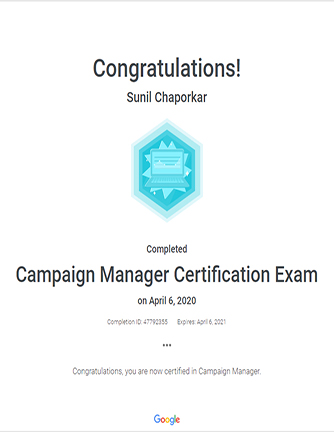 Congratulations!
Sunil Chaporkar
Completed
Campaign Manager Certification Exam
on April 6, 2020
Completion ID: 47792355 Expires: April 6, 2021
...
Congratulations, you are now certified in Campaign Manager.
Google